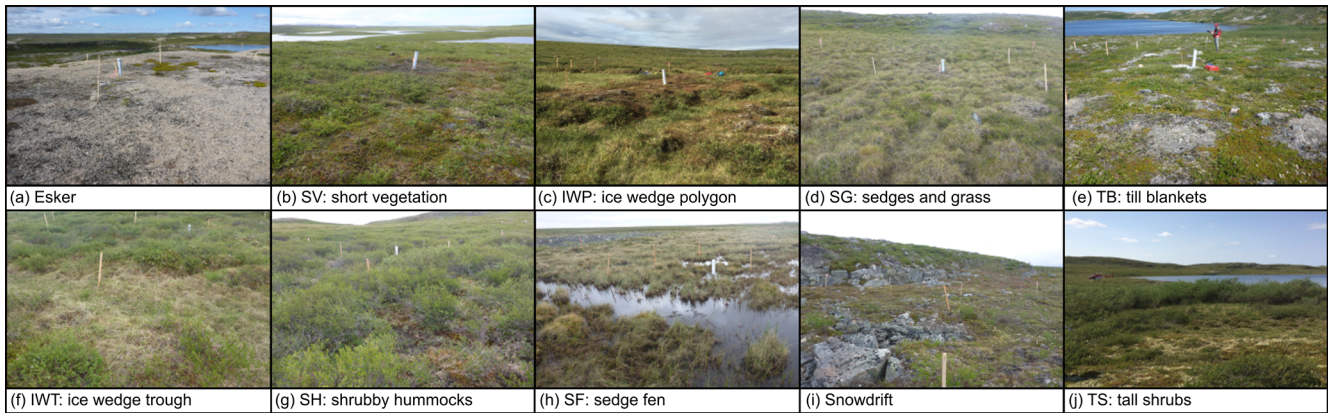 (a) Esker
(b) SV: short vegetation
(c) IWP: ice wedge polygon
(d) SG: sedges and grass
(e) TB: till blankets
(f) IWT: ice wedge trough
(g) SH: shrubby hummocks
(h) SF: sedge fen
(i) Snowdrift
(j) TS: tall shrubs